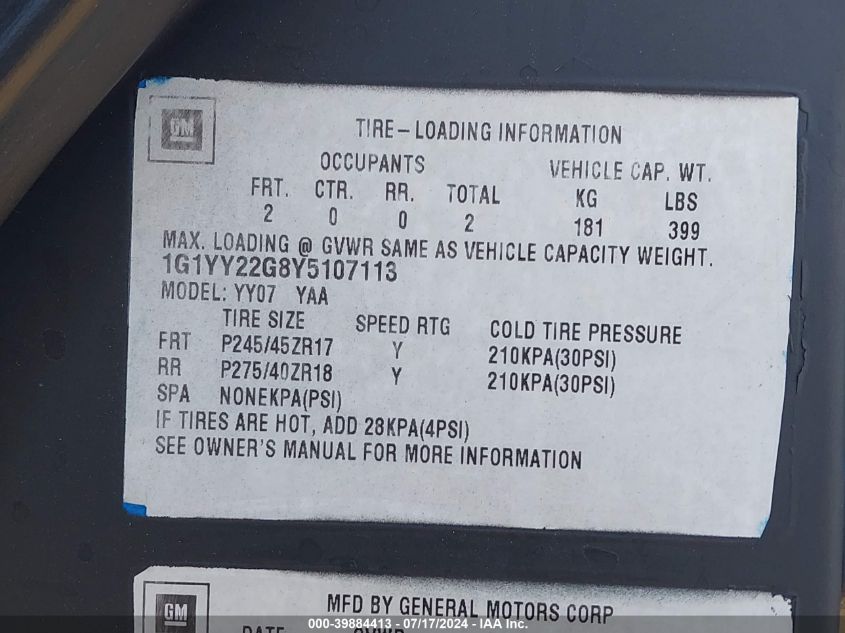 GM
TIRE-LOADING INFORMATION
OCCUPANTS VEHICLE CAP. WT.
FRT. CTR. RR. TOTAL KG LBS
2 0 0 2 181 399
MAX. LOADING @ GVWR SAME AS VEHICLE CAPACITY WEIGHT.
1G1YY22G8Y5107113
MODEL: YY07 YAA
TIRE SIZE SPEED RTG COLD TIRE PRESSURE
FRT P245/45ZR17 Y 210KPA(30PSI)
RR P275/40ZR18 Y 210KPA(30PSI)
SPA NONEKPA(PSI)
IF TIRES ARE HOT, ADD 28KPA(4PSI)
SEE OWNER'S MANUAL FOR MORE INFORMATION
GM
MFD BY GENERAL MOTORS CORP
DATE GVWR
000-39884413 - 07/17/2024 - IAA Inc.